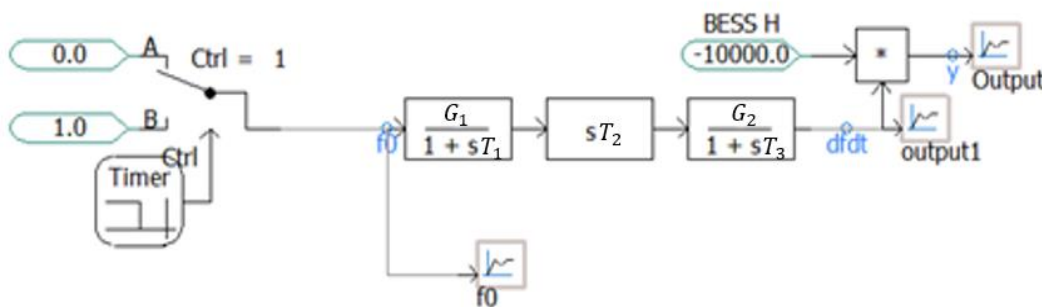 BESS H
0.0
A
Ctrl = 1
-10000.0
*
y
Output
B
1.0
Ctrl
Timer
f0
G₁
1 + sT₁
sT₂
G₂
1 + sT₃
dfdt
output1
f0